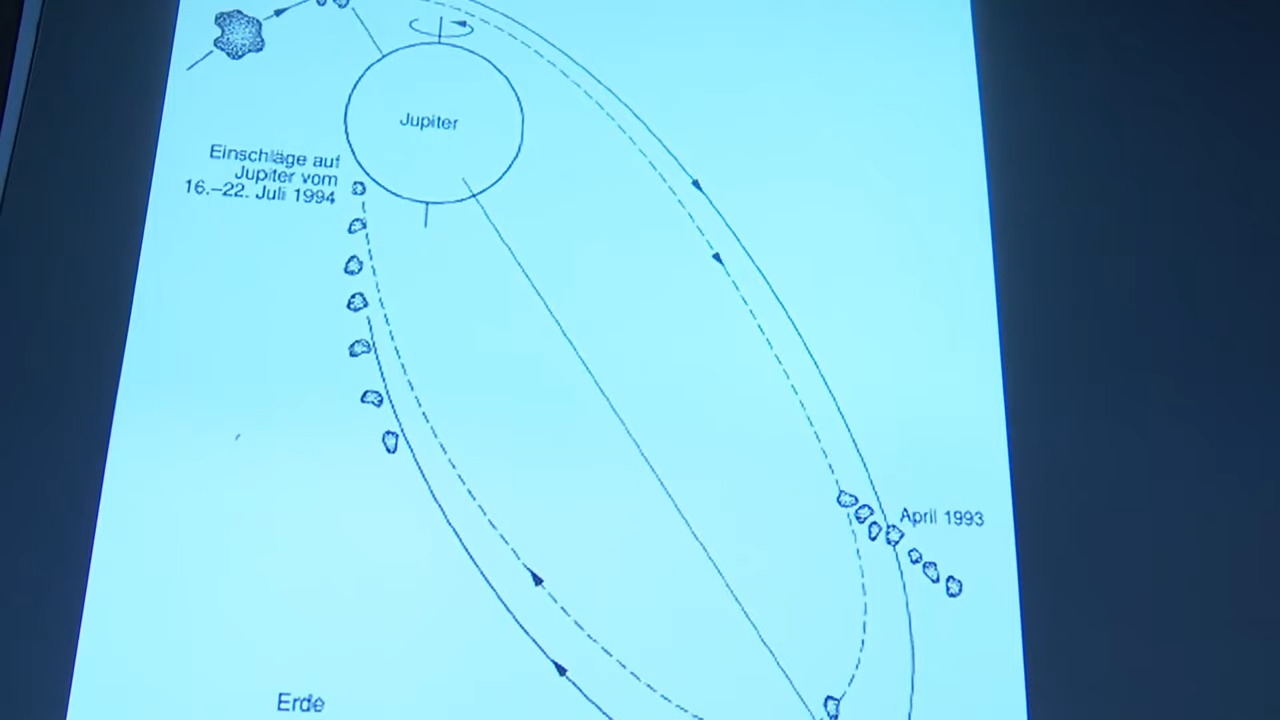 Jupiter
Einschläge auf
Jupiter vom
16.–22. Juli 1994
April 1993
Erde